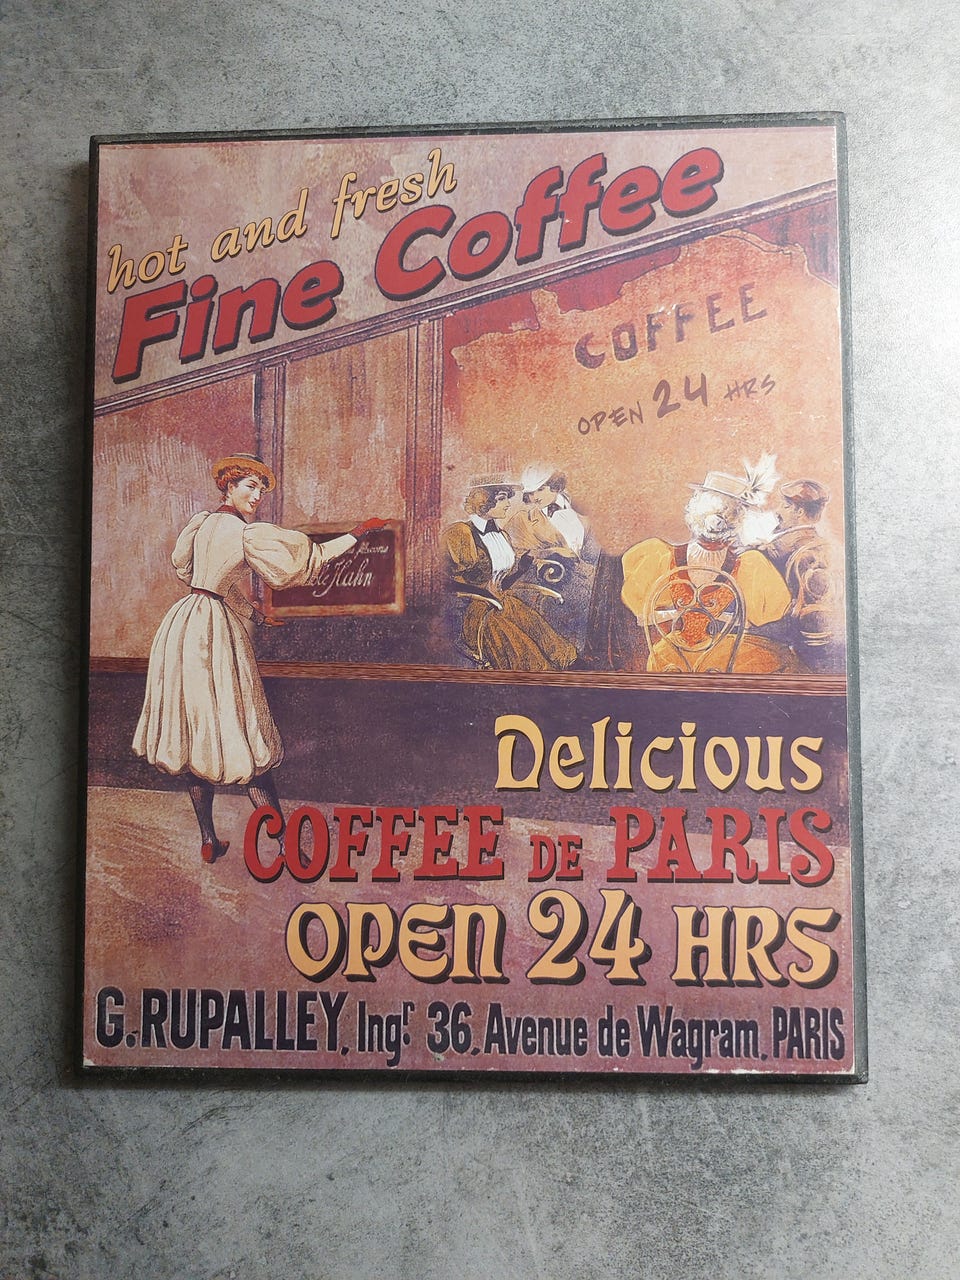 hot and fresh
Fine Coffee
COFFEE
OPEN 24 HRS
Hahn
Delicious
COFFEE DE PARIS
OPEN 24 HRS
G. RUPALLEY, Ingr 36, Avenue de Wagram, PARIS